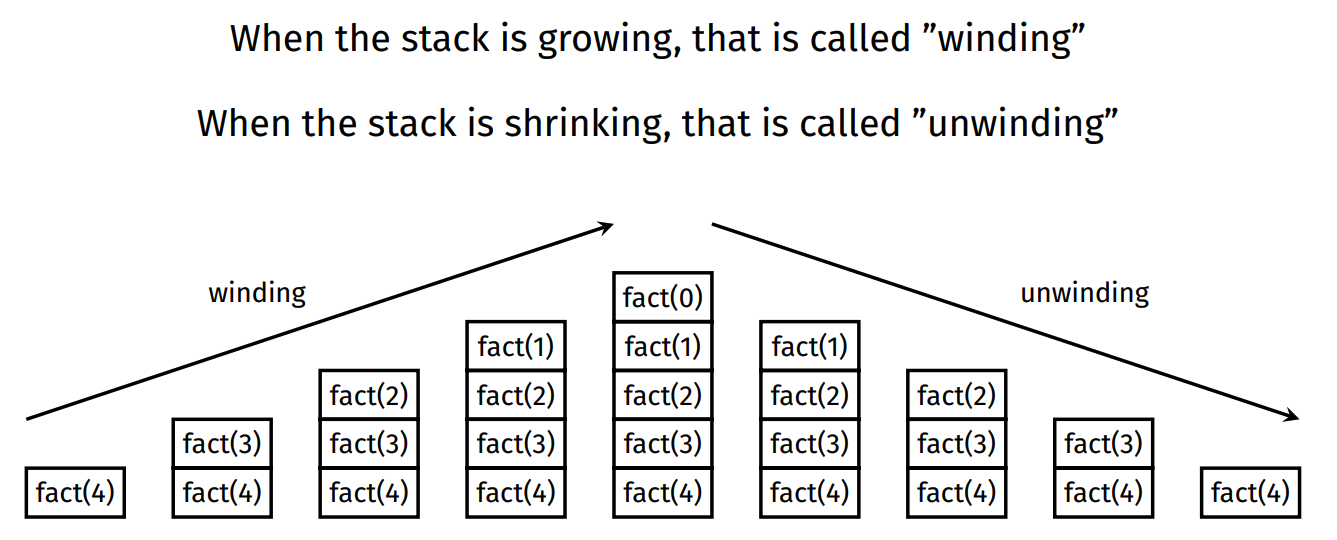 When the stack is growing, that is called ”winding”
When the stack is shrinking, that is called ”unwinding”
winding
unwinding
fact(0)
fact(1) fact(1) fact(1)
fact(2) fact(2) fact(2) fact(2) fact(2)
fact(3) fact(3) fact(3) fact(3) fact(3) fact(3) fact(3)
fact(4) fact(4) fact(4) fact(4) fact(4) fact(4) fact(4) fact(4) fact(4)